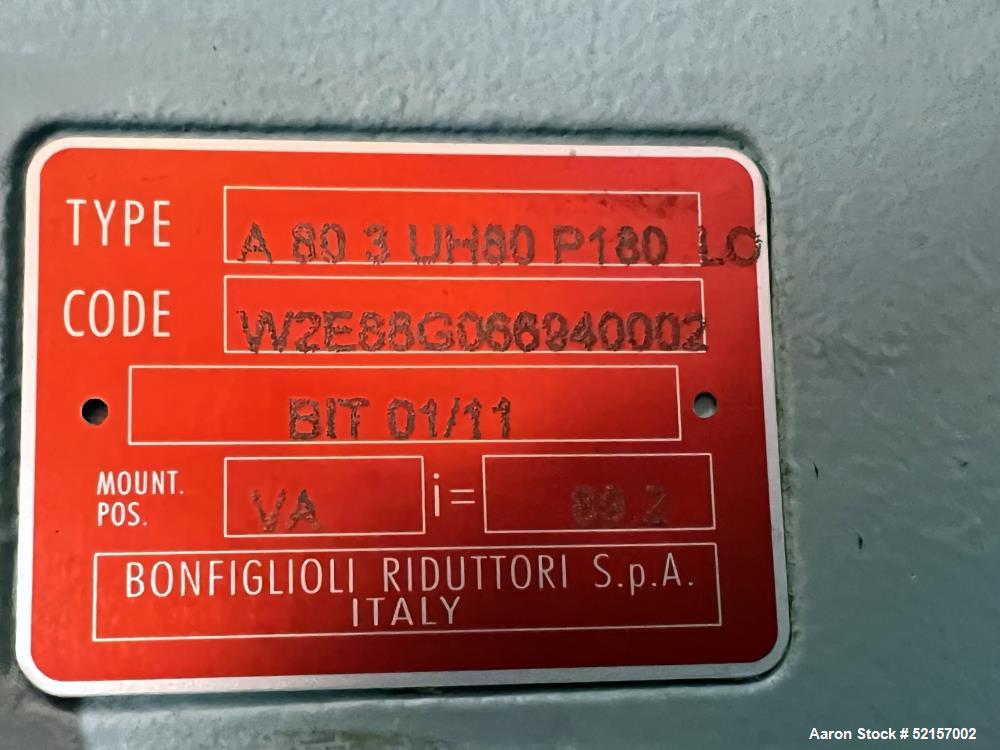 TYPE A 80 3 UH80 P180 LO
CODE
BIT 01/11
MOUNT. POS. VA i=
BONFIGLIOLI RIDUTTORI S.p.A.
ITALY
Aaron Stock # 52157002